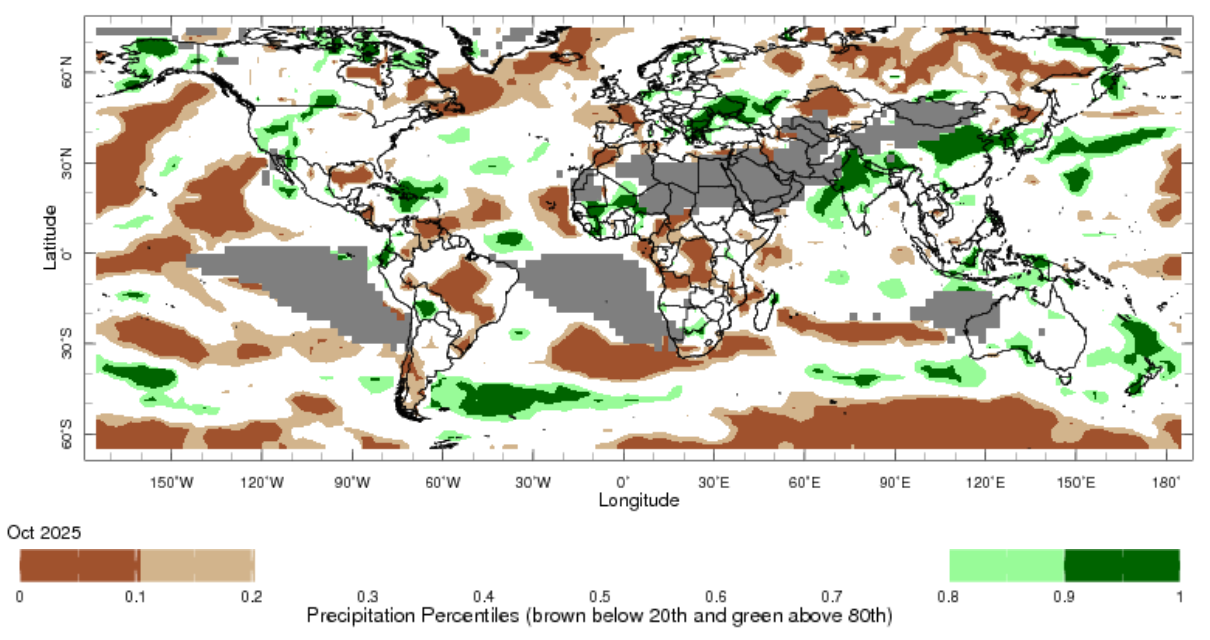 Latitude
60°N
30°N
0°
30°S
60°S
150°W 120°W 90°W 60°W 30°W 0° 30°E 60°E 90°E 120°E 150°E 180°
Longitude
Oct 2025
0 0.1 0.2 0.3 0.4 0.5 0.6 0.7 0.8 0.9 1
Precipitation Percentiles (brown below 20th and green above 80th)